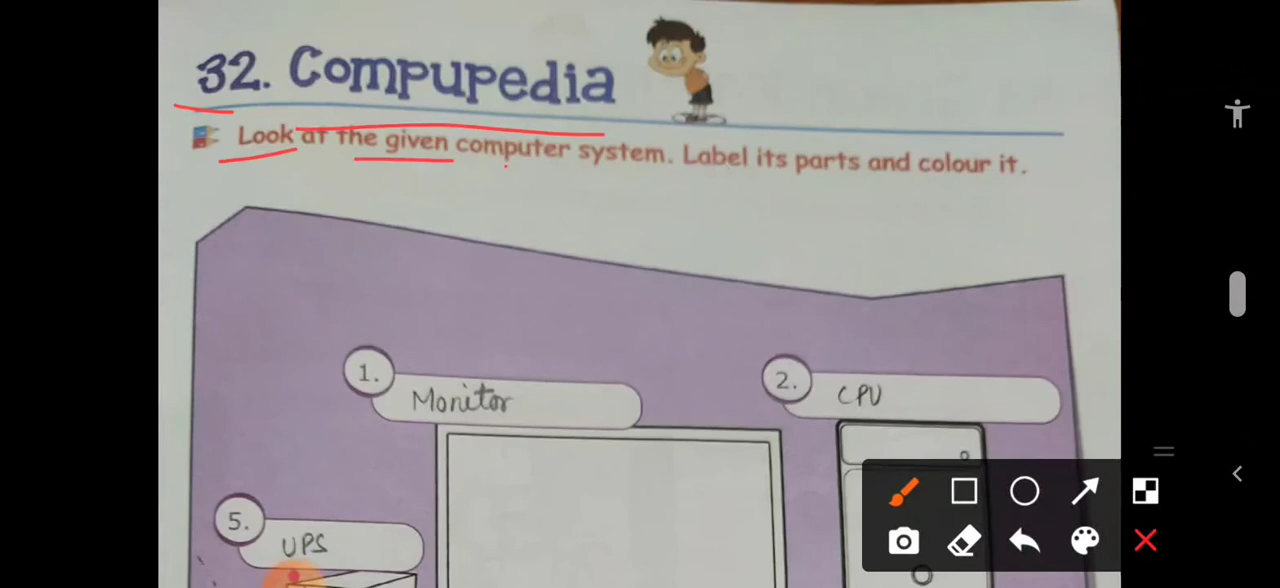 32. Compupedia
Look at the given computer system. Label its parts and colour it.
1.
Monitor
2.
CPU
5.
UPS